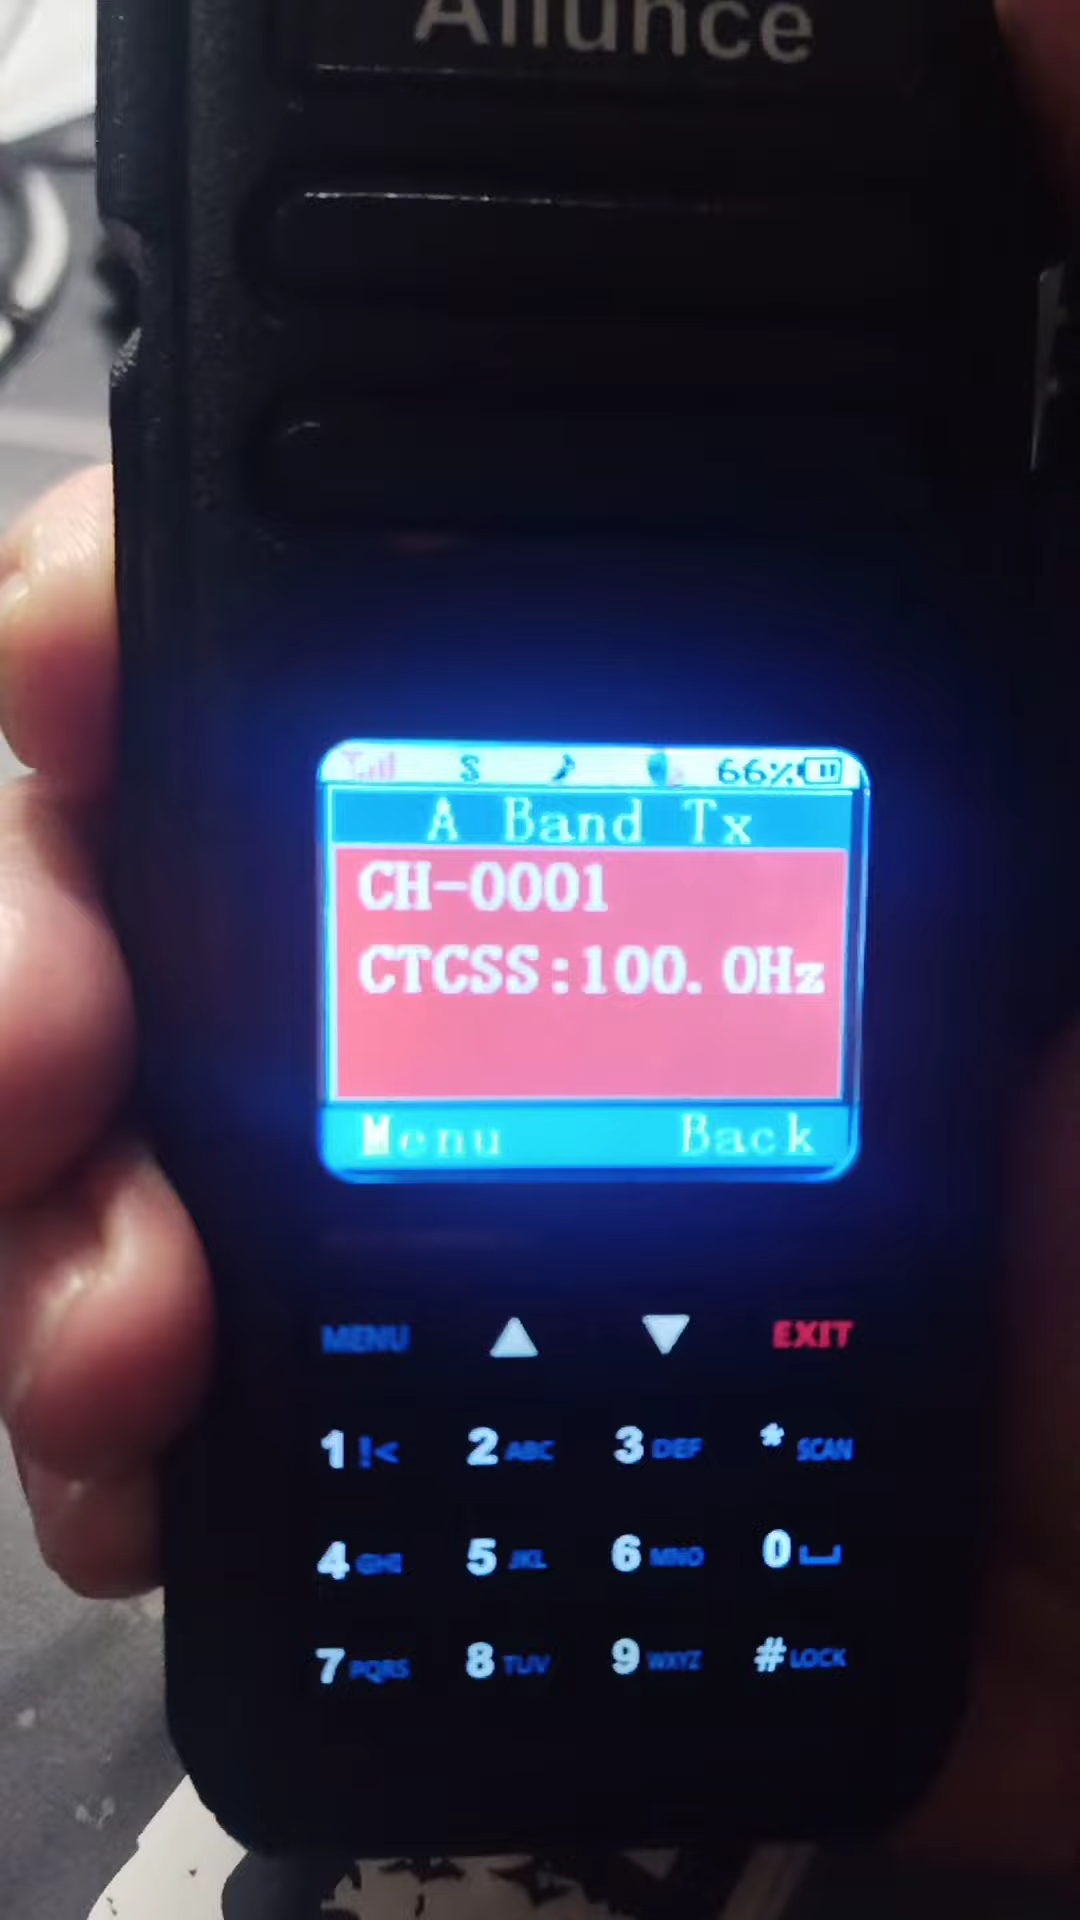 Ailunce
S 66%
A Band Tx
CH-0001
CTCSS:100.0Hz
Menu Back
MENU EXIT
1 !< 2 ABC 3 DEF * SCAN
4 GHI 5 JKL 6 MNO 0
7 PQRS 8 TUV 9 WXYZ # LOCK